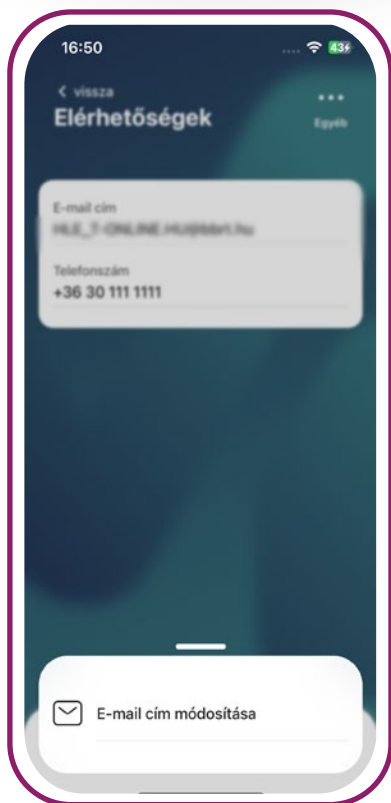 16:50
43
< vissza
Elérhetőségek
Egyéb
E-mail cím
Telefonszám
+36 30 111 1111
E-mail cím módosítása